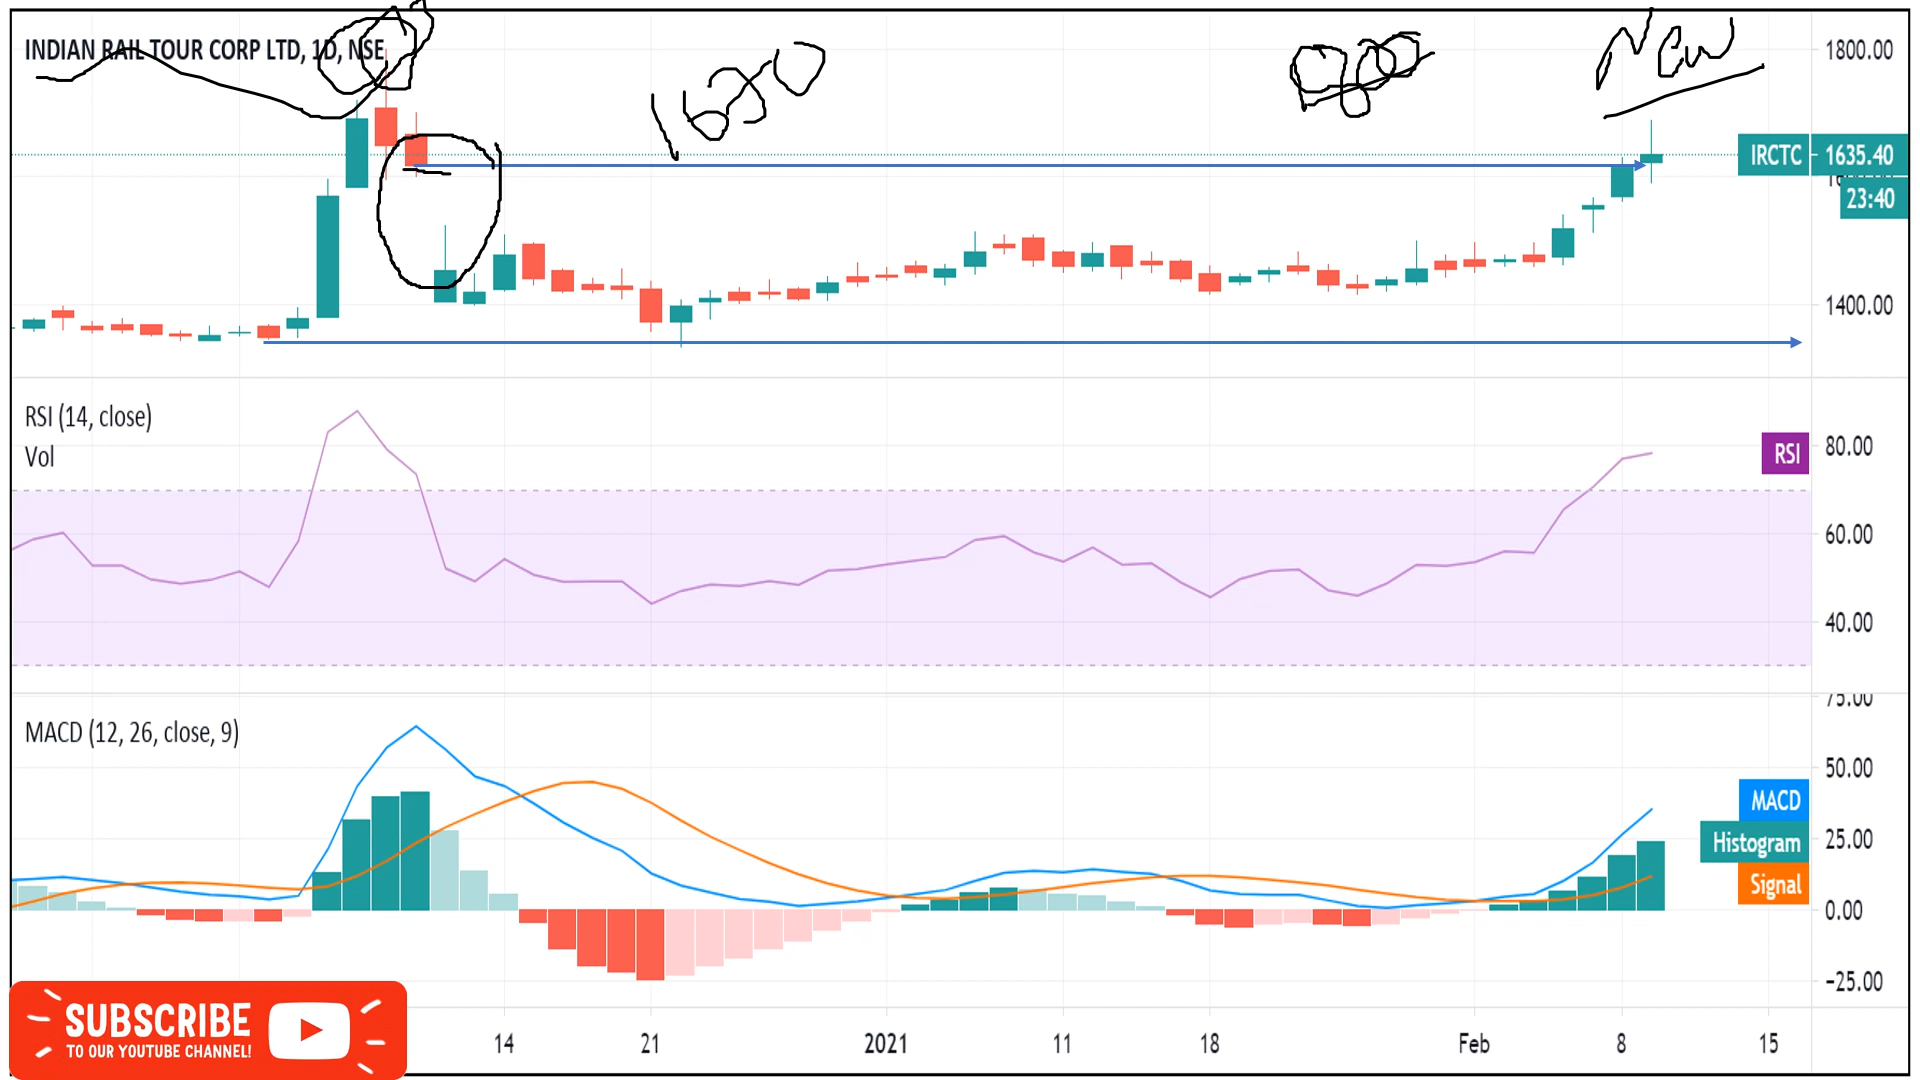 INDIAN RAIL TOUR CORP LTD, 1D, NSE
1650
New
1800.00
IRCTC 1635.40
23:40
1400.00
RSI (14, close)
Vol
RSI
80.00
60.00
40.00
75.00
MACD (12, 26, close, 9)
50.00
MACD
25.00
Histogram
Signal
0.00
−25.00
SUBSCRIBE
TO OUR YOUTUBE CHANNEL!
14 21 2021 11 18 Feb 8 15